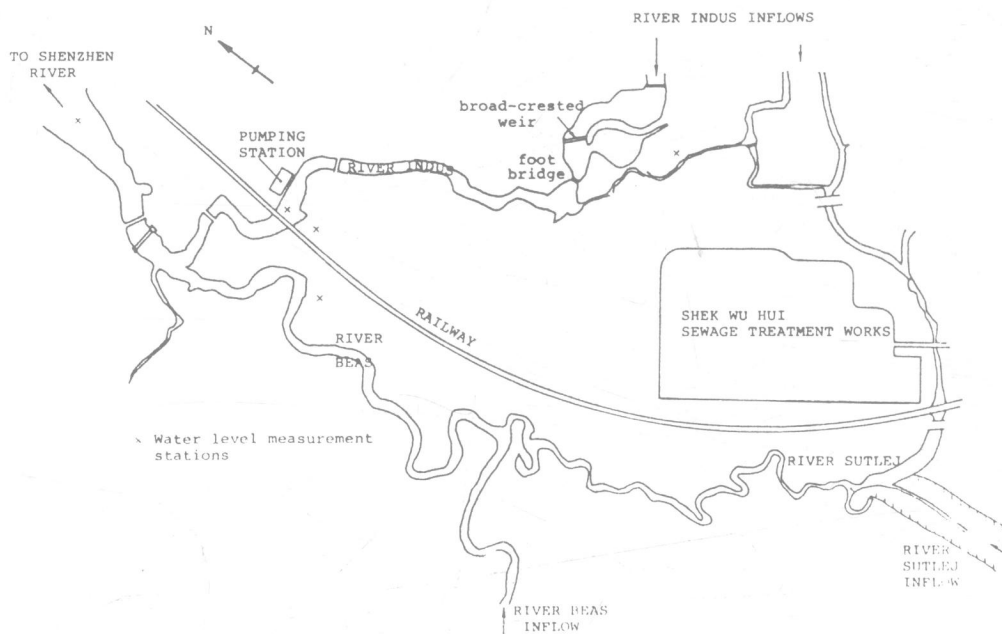 RIVER INDUS INFLOWS
N
TO SHENZHEN
RIVER
broad-crested
weir
PUMPING
STATION
foot
bridge
RIVER INDUS
SHEK WU HUI
SEWAGE TREATMENT WORKS
RAILWAY
RIVER
BEAS
x Water level measurement
stations
RIVER SUTLEJ
RIVER
SUTLEJ
INFLOW
RIVER BEAS
INFLOW